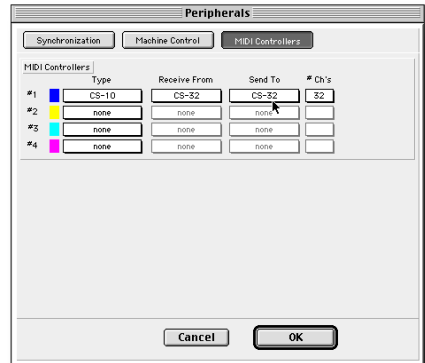 Peripherals
Synchronization Machine Control MIDI Controllers
MIDI Controllers
Type Receive From Send To # Ch's
#1 CS-10 CS-32 CS-32 32
#2 none none none
#3 none none none
#4 none none none
Cancel OK